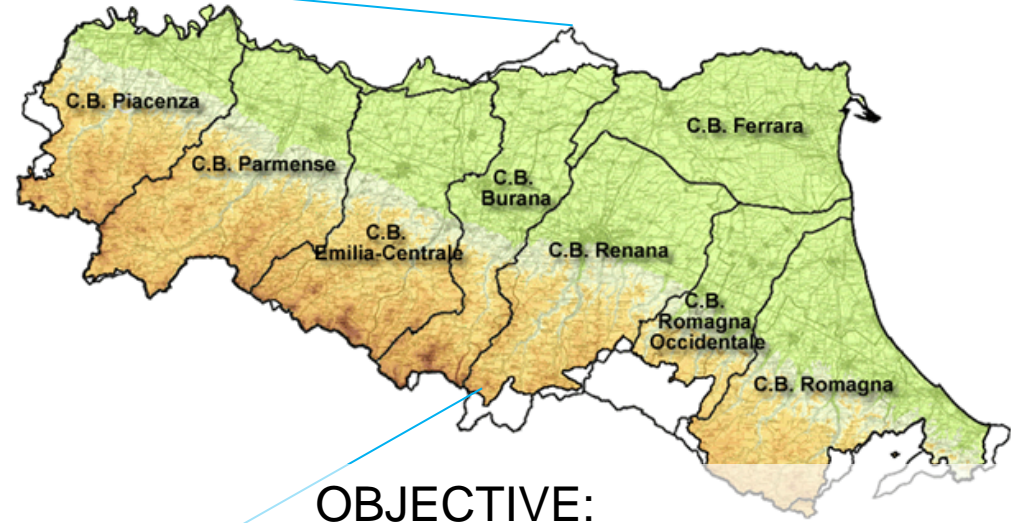 C.B. Piacenza
C.B. Ferrara
C.B. Parmense
C.B.
Burana
C.B.
Emilia-Centrale
C.B. Renana
C.B.
Romagna
Occidentale
C.B. Romagna
OBJECTIVE: